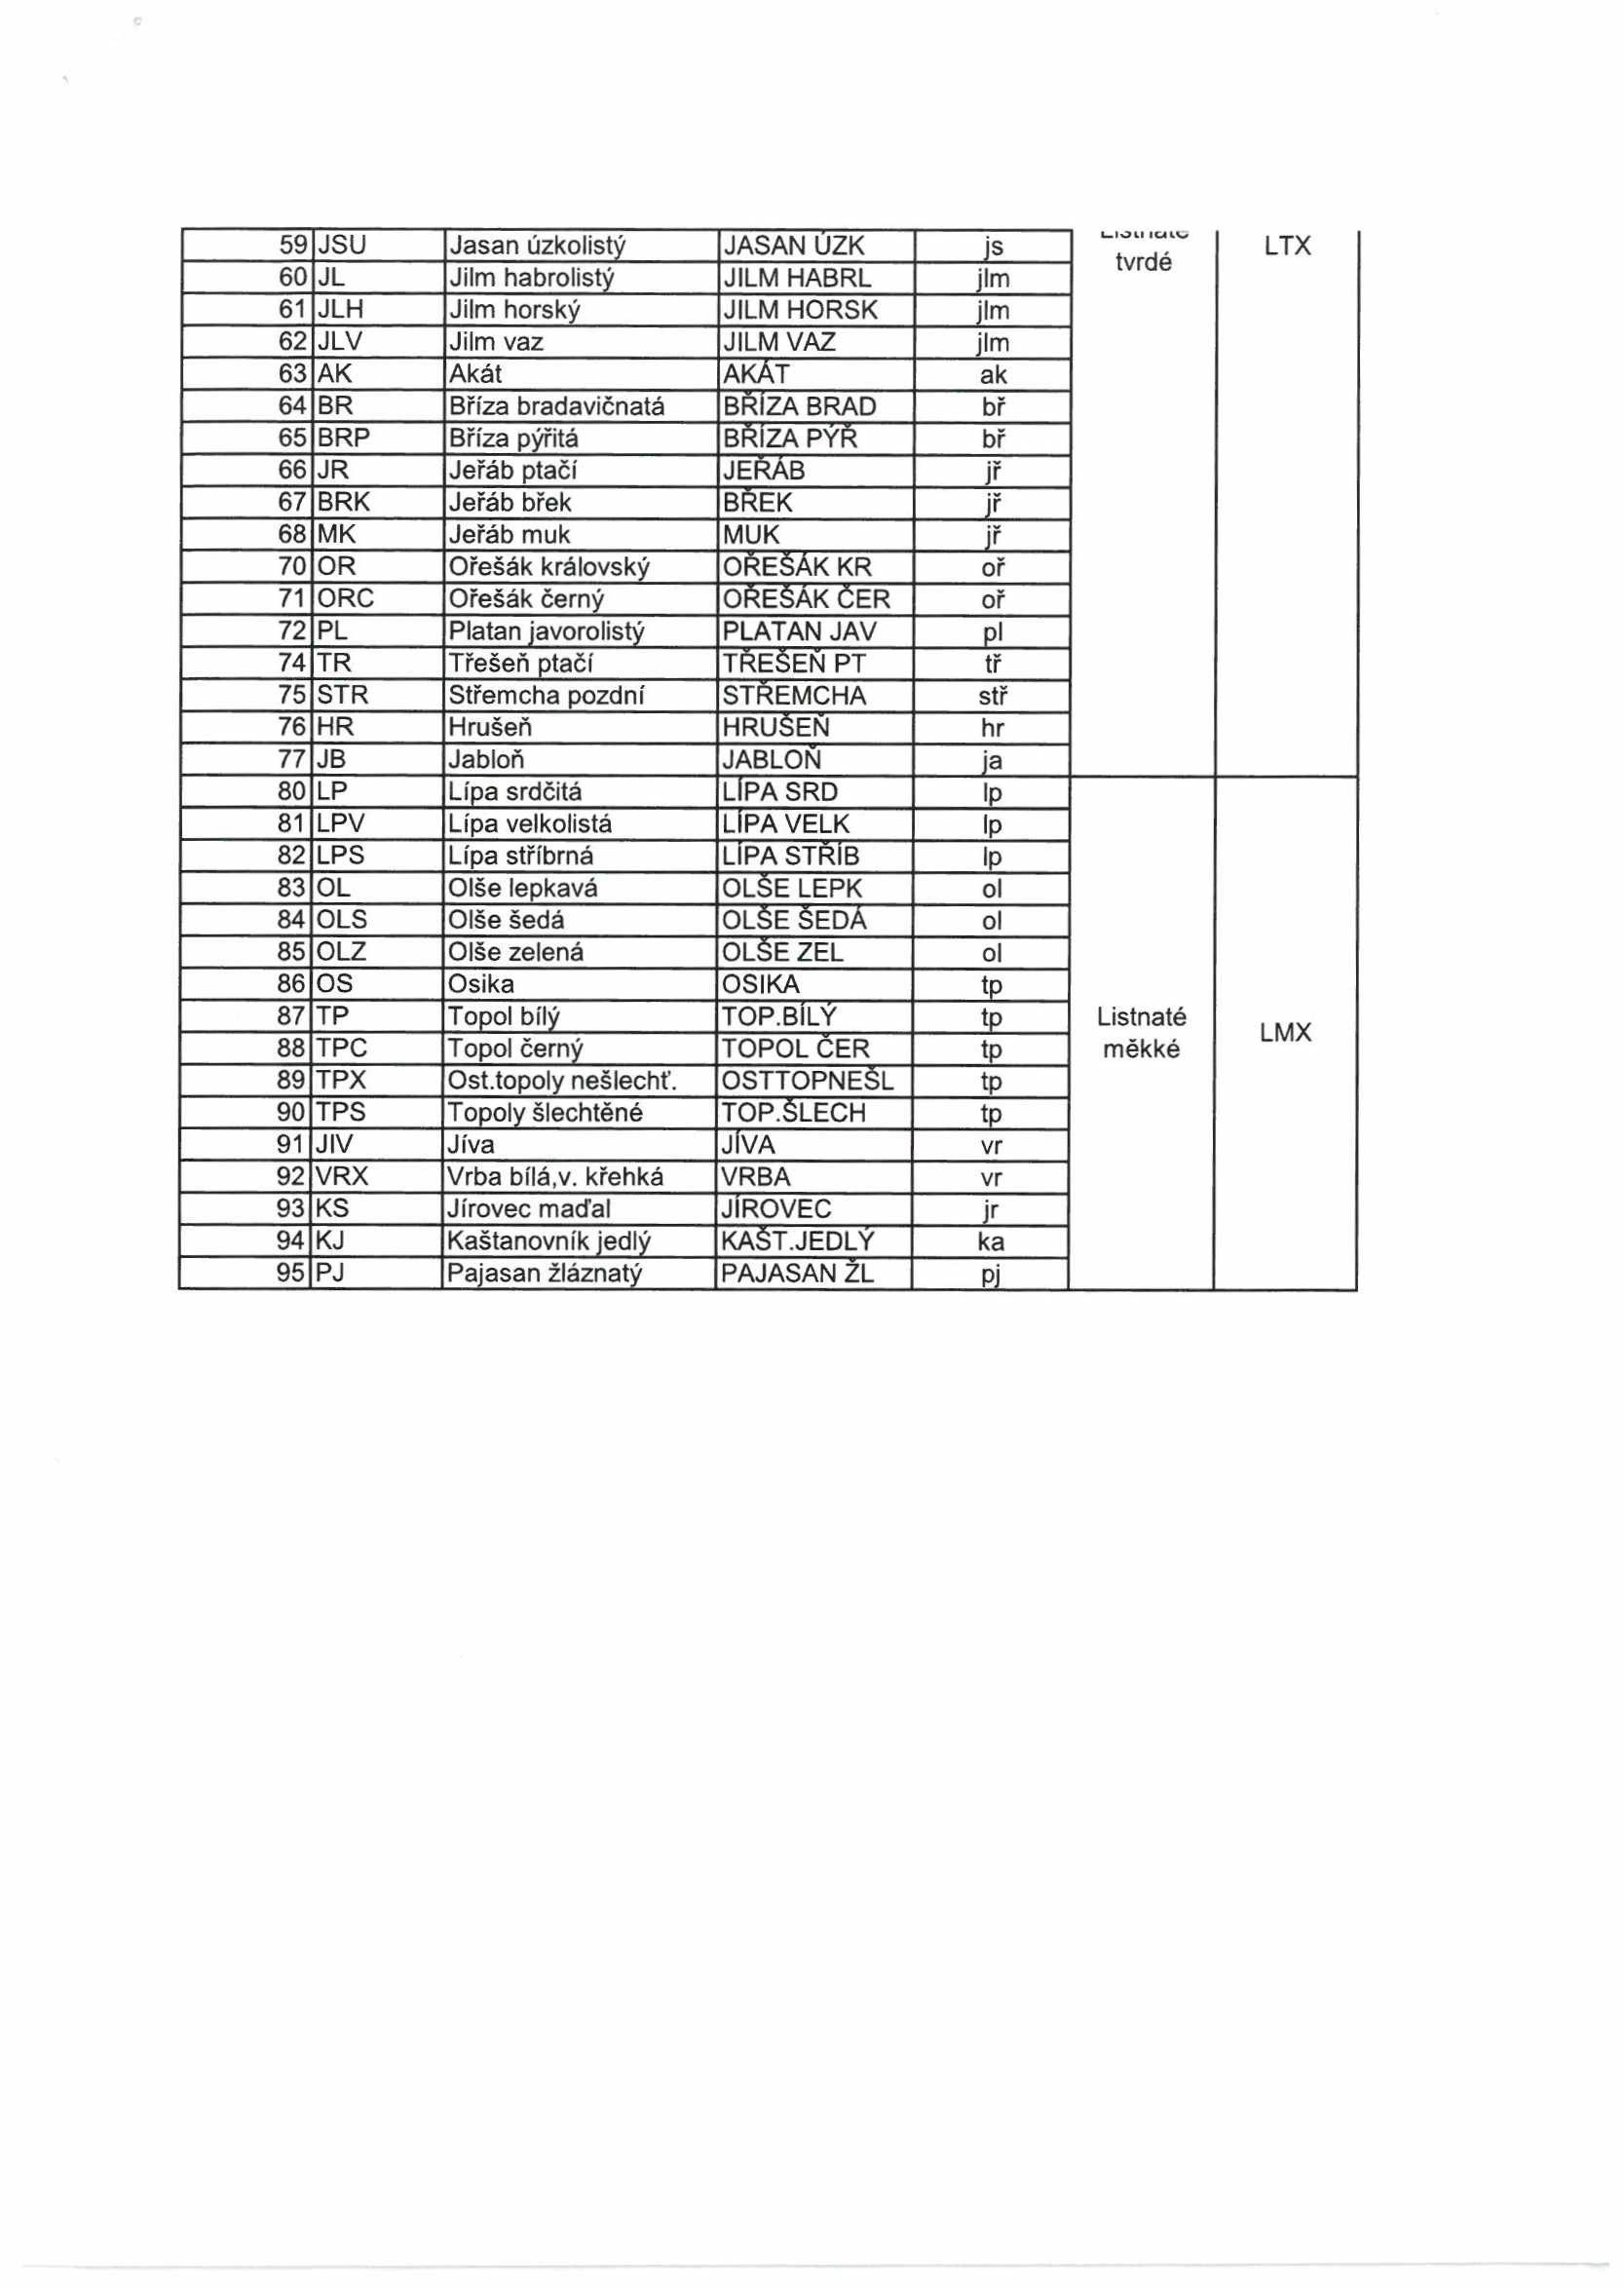 59 JSU Jasan úzkolistý JASAN ÚZK js Listnaté LTX
tvrdé
60 JL Jilm habrolistý JILM HABRL jlm
61 JLH Jilm horský JILM HORSK jlm
62 JLV Jilm vaz JILM VAZ jlm
63 AK Akát AKÁT ak
64 BR Bříza bradavičnatá BŘÍZA BRAD bř
65 BRP Bříza pýřitá BŘÍZA PÝŘ bř
66 JR Jeřáb ptačí JEŘÁB jř
67 BRK Jeřáb břek BŘEK jř
68 MK Jeřáb muk MUK jř
70 OR Ořešák královský OŘEŠÁK KR oř
71 ORC Ořešák černý OŘEŠÁK ČER oř
72 PL Platan javorolistý PLATAN JAV pl
74 TR Třešeň ptačí TŘEŠEŇ PT tř
75 STR Střemcha pozdní STŘEMCHA stř
76 HR Hrušeň HRUŠEŇ hr
77 JB Jabloň JABLOŇ ja
80 LP Lípa srdčitá LÍPA SRD lp
81 LPV Lípa velkolistá LÍPA VELK lp
82 LPS Lípa stříbrná LÍPA STŘÍB lp
83 OL Olše lepkavá OLŠE LEPK ol
84 OLS Olše šedá OLŠE ŠEDÁ ol
85 OLZ Olše zelená OLŠE ZEL ol
86 OS Osika OSIKA tp
87 TP Topol bílý TOP.BÍLÝ tp Listnaté LMX
88 TPC Topol černý TOPOL ČER tp měkké
89 TPX Ost.topoly nešlechť. OSTTOPNEŠL tp
90 TPS Topoly šlechtěné TOP.ŠLECH tp
91 JIV Jíva JÍVA vr
92 VRX Vrba bílá,v. křehká VRBA vr
93 KS Jírovec maďal JÍROVEC jr
94 KJ Kaštanovník jedlý KAŠT.JEDLÝ ka
95 PJ Pajasan žláznatý PAJASAN ŽL pj